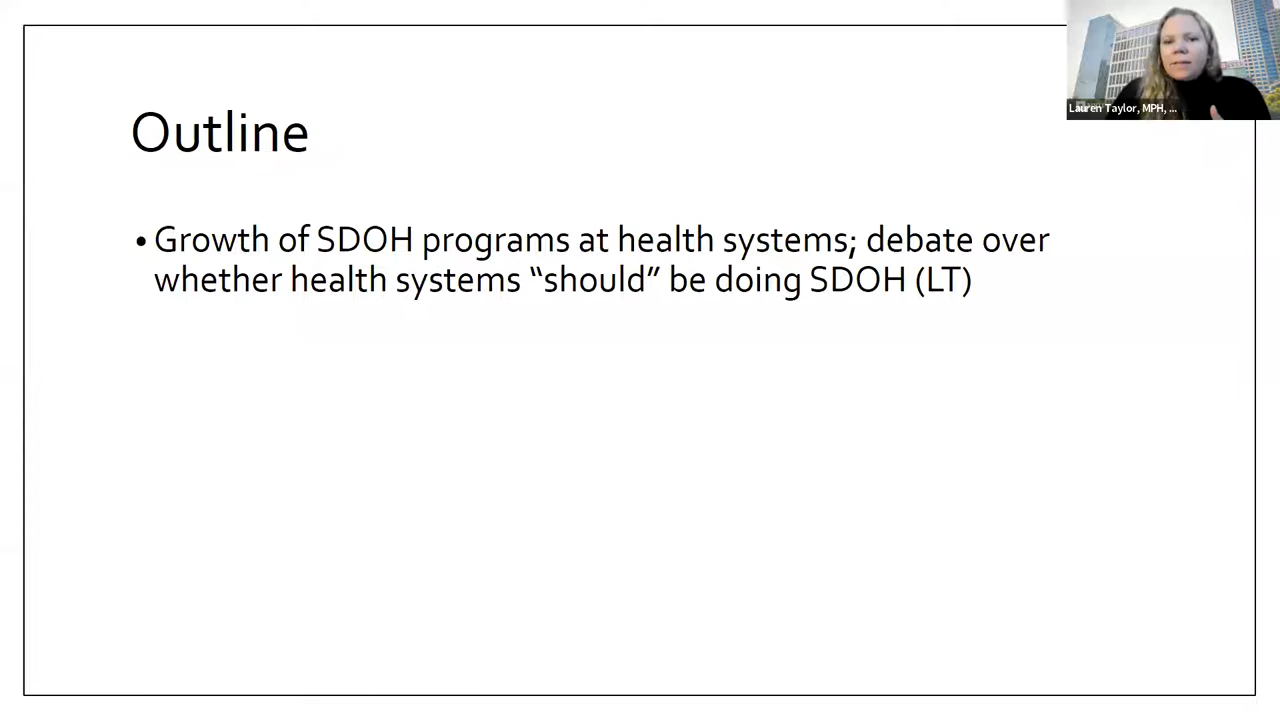 Lauren Taylor, MPH, ...
Outline
• Growth of SDOH programs at health systems; debate over
whether health systems “should” be doing SDOH (LT)